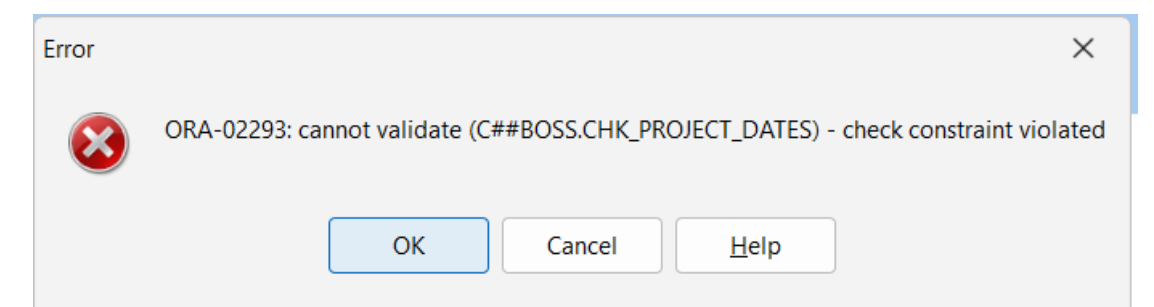 Error
ORA-02293: cannot validate (C##BOSS.CHK_PROJECT_DATES) - check constraint violated
OK Cancel Help